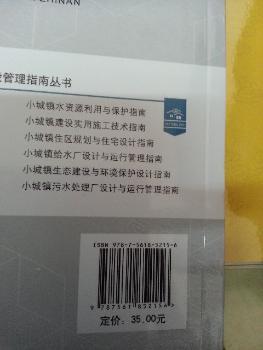 ZHINAN
管理指南丛书
小城镇水资源利用与保护指南
小城镇建设实用施工技术指南
小城镇住区规划与住宅设计指南
小城镇给水厂设计与运行管理指南
小城镇生态建设与环境保护设计指南
小城镇污水处理厂设计与运行管理指南
ISBN 978-7-5618-5215-6
9 787561 852156
定价：35.00元